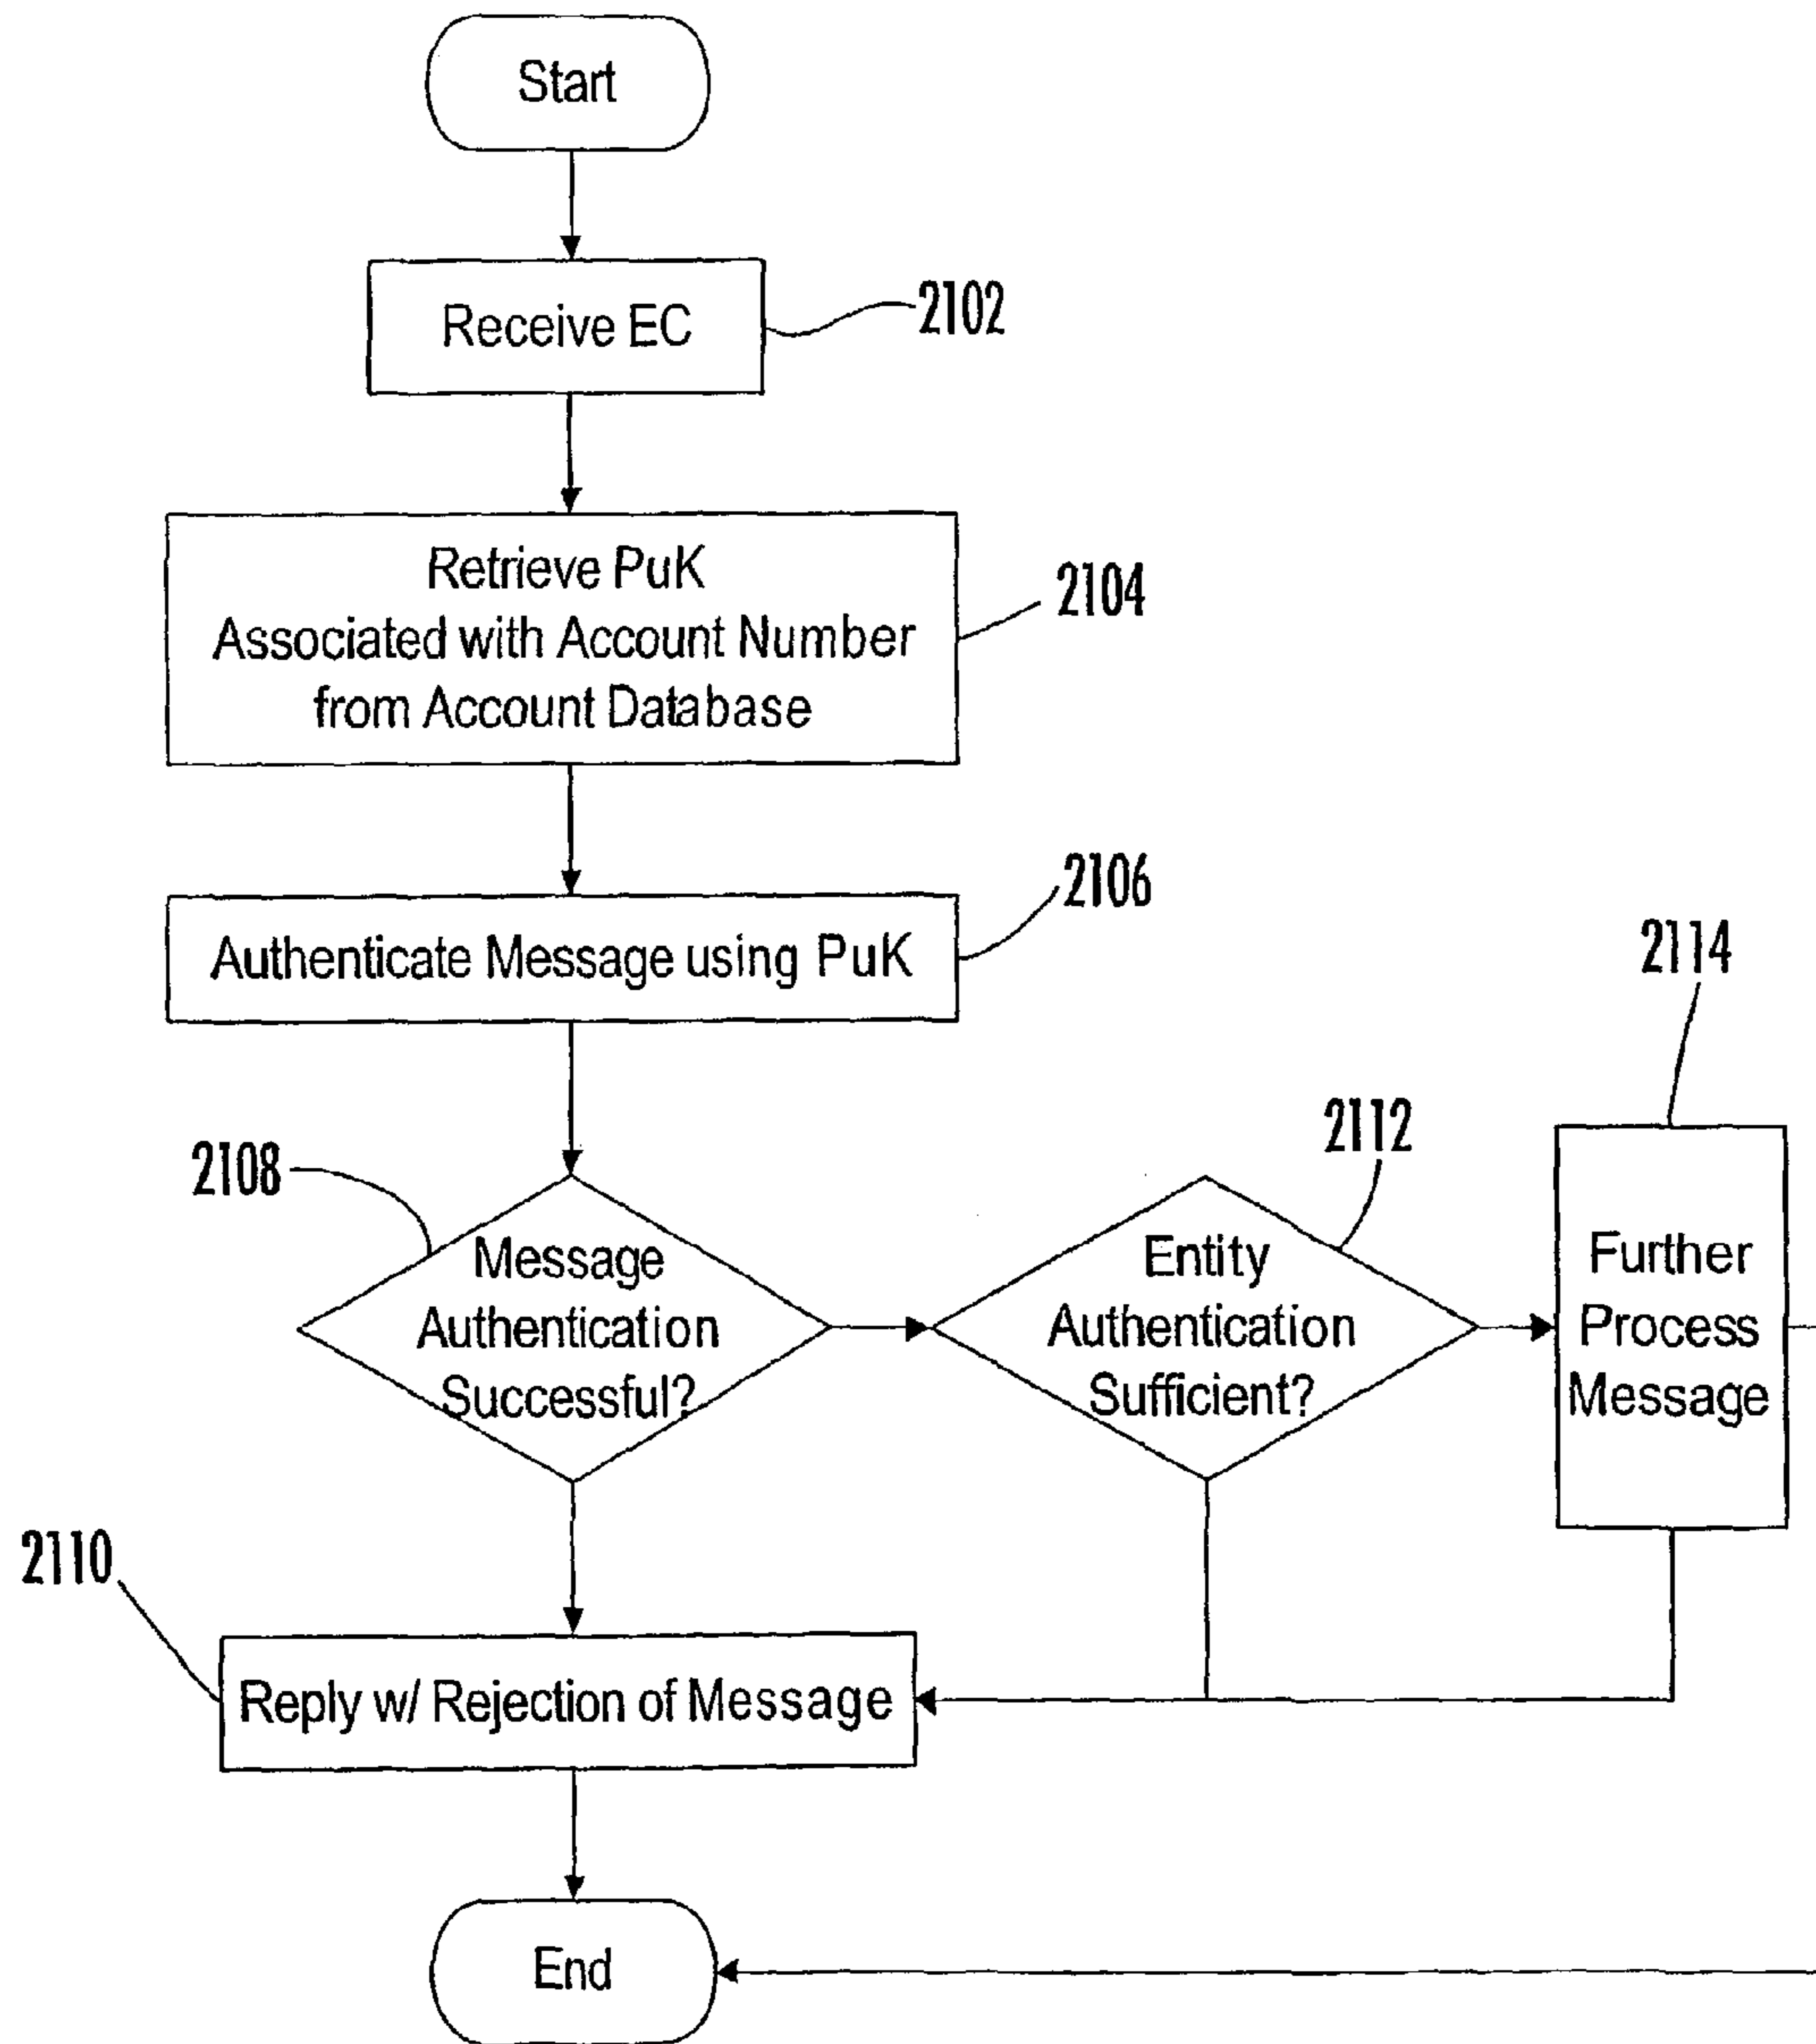 Start
Receive EC
2102
Retrieve PuK
Associated with Account Number
from Account Database
2104
Authenticate Message using PuK
2106
2108
Message
Authentication
Successful?
2112
Entity
Authentication
Sufficient?
2114
Further
Process
Message
2110
Reply w/ Rejection of Message
End